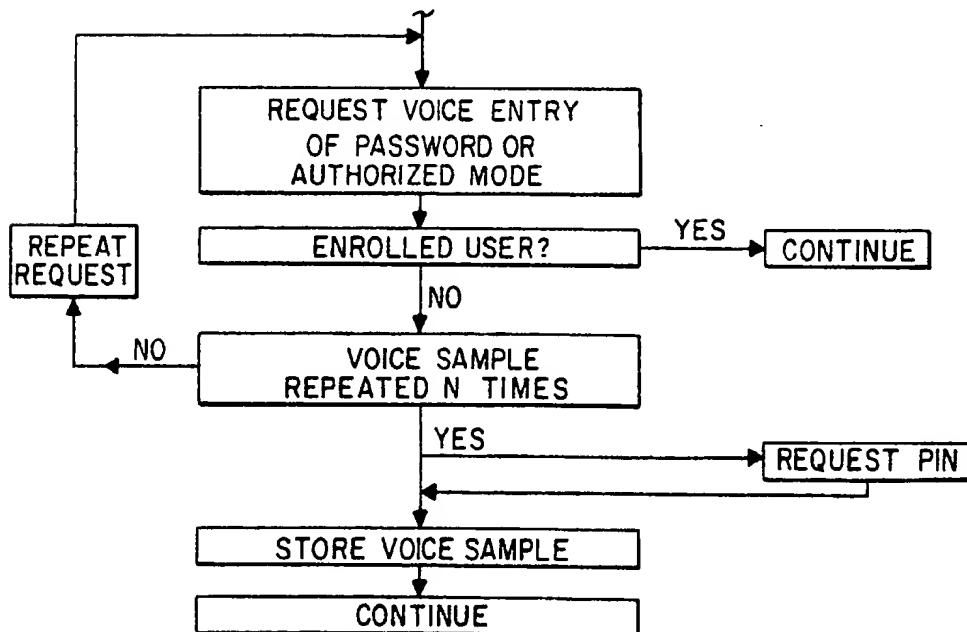 REQUEST VOICE ENTRY
OF PASSWORD OR
AUTHORIZED MODE
REPEAT
REQUEST
ENROLLED USER?
YES
CONTINUE
NO
NO
VOICE SAMPLE
REPEATED N TIMES
YES
REQUEST PIN
STORE VOICE SAMPLE
CONTINUE